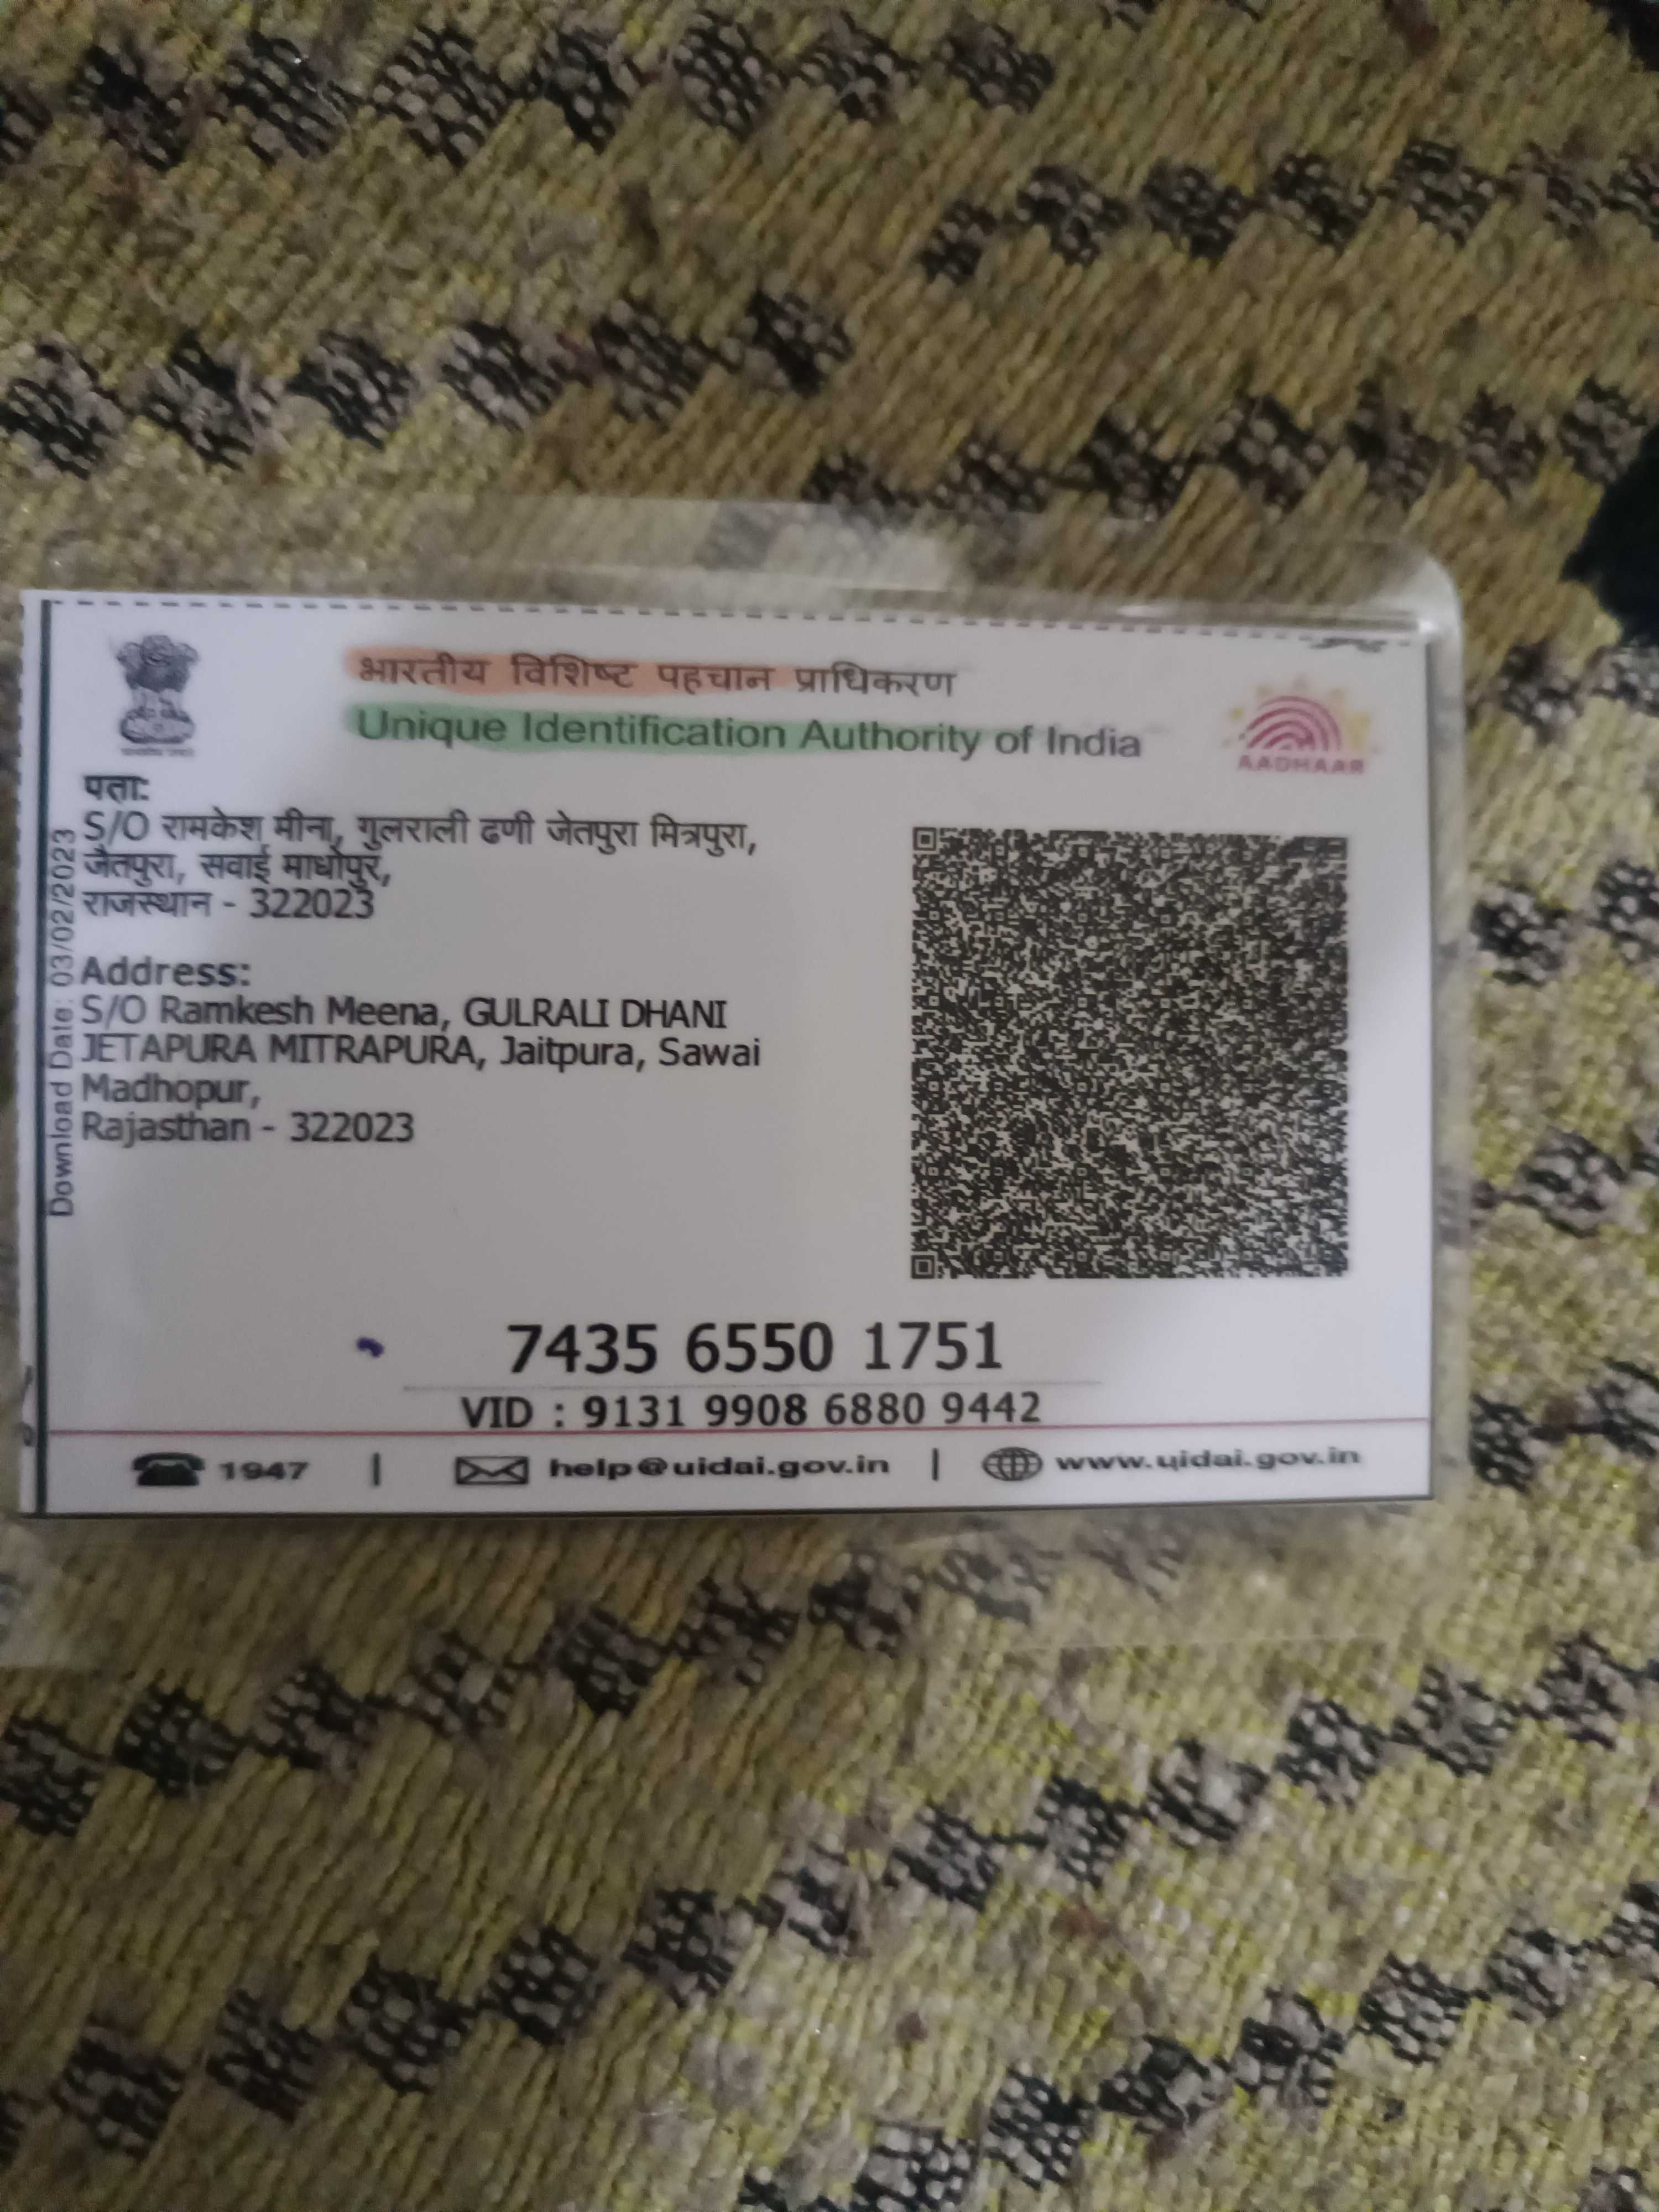 भारतीय विशिष्ट पहचान प्राधिकरण
Unique Identification Authority of India
AADHAAR
पता:
S/O रामकेश मीना, गुलराली ढणी जेतपुरा मित्रपुरा,
जैतपुरा, सवाई माधोपुर,
राजस्थान - 322023
Address:
S/O Ramkesh Meena, GULRALI DHANI
JETAPURA MITRAPURA, Jaitpura, Sawai
Madhopur,
Rajasthan - 322023
Download Date: 03/02/2023
7435 6550 1751
VID : 9131 9908 6880 9442
1947 | help@uidai.gov.in | www.uidai.gov.in